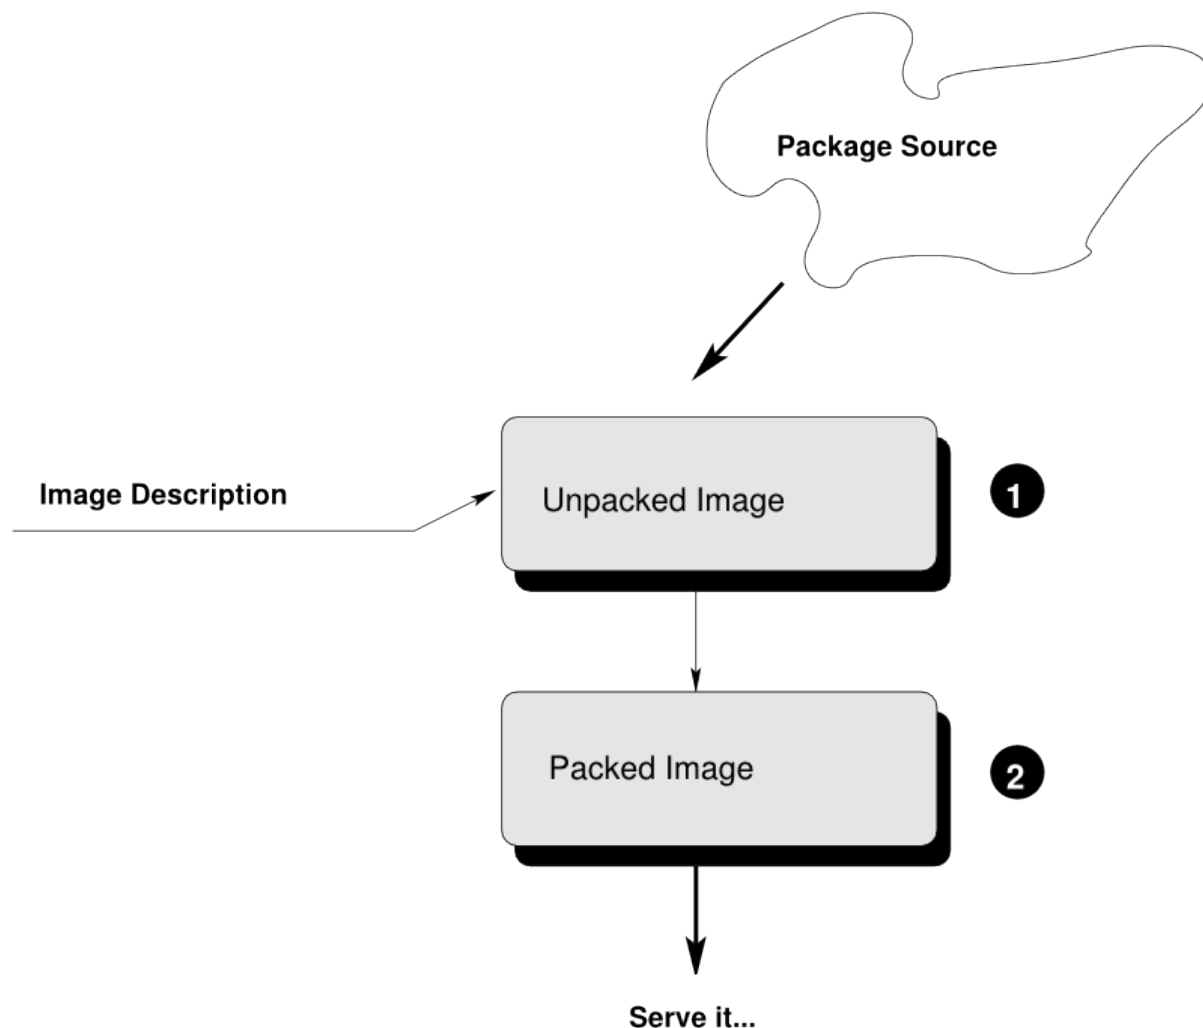 Package Source
Image Description
Unpacked Image
1
Packed Image
2
Serve it...